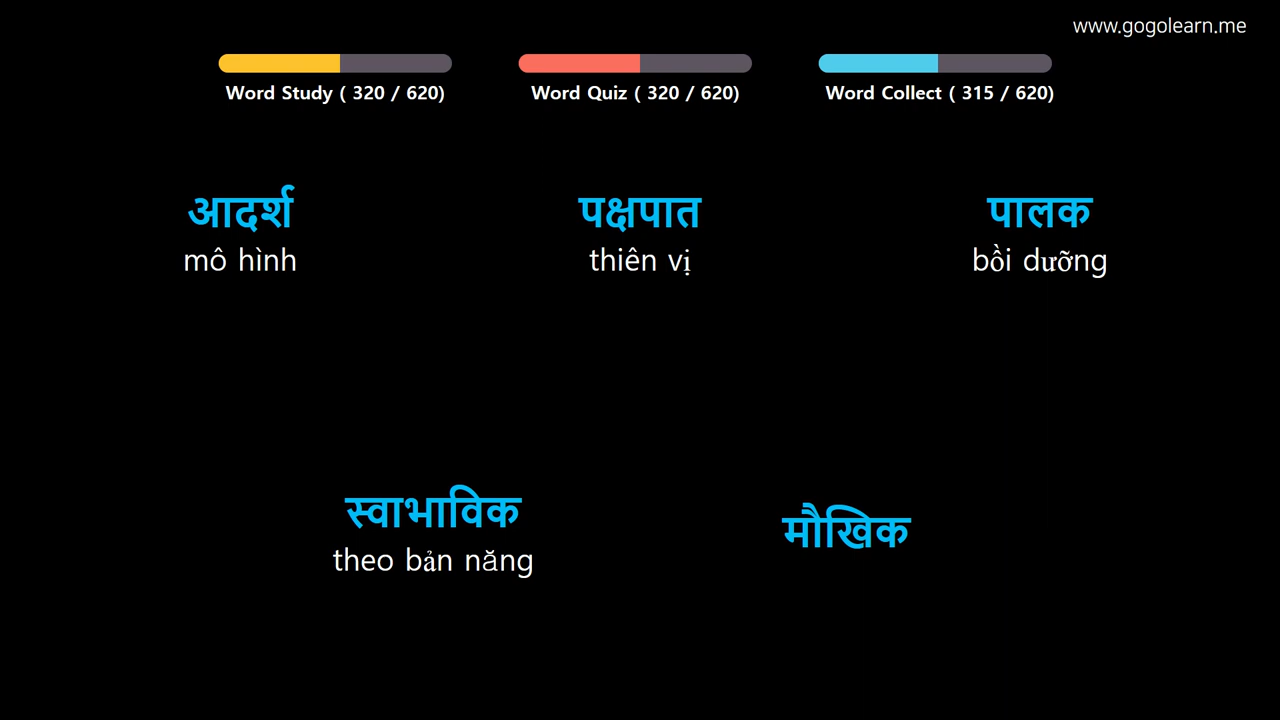 www.gogolearn.me
Word Study ( 320 / 620)
Word Quiz ( 320 / 620)
Word Collect ( 315 / 620)
आदर्श
mô hình
पक्षपात
thiên vị
पालक
bồi dưỡng
स्वाभाविक
theo bản năng
मौखिक